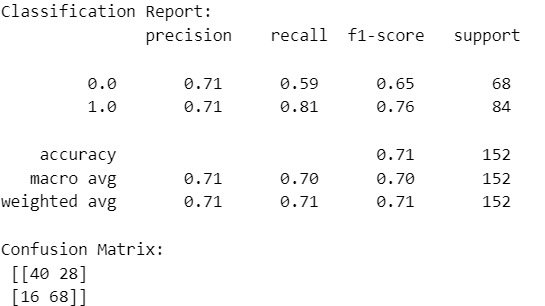 Classification Report:
precision recall f1-score support
0.0 0.71 0.59 0.65 68
1.0 0.71 0.81 0.76 84
accuracy 0.71 152
macro avg 0.71 0.70 0.70 152
weighted avg 0.71 0.71 0.71 152
Confusion Matrix:
[[40 28]
[16 68]]